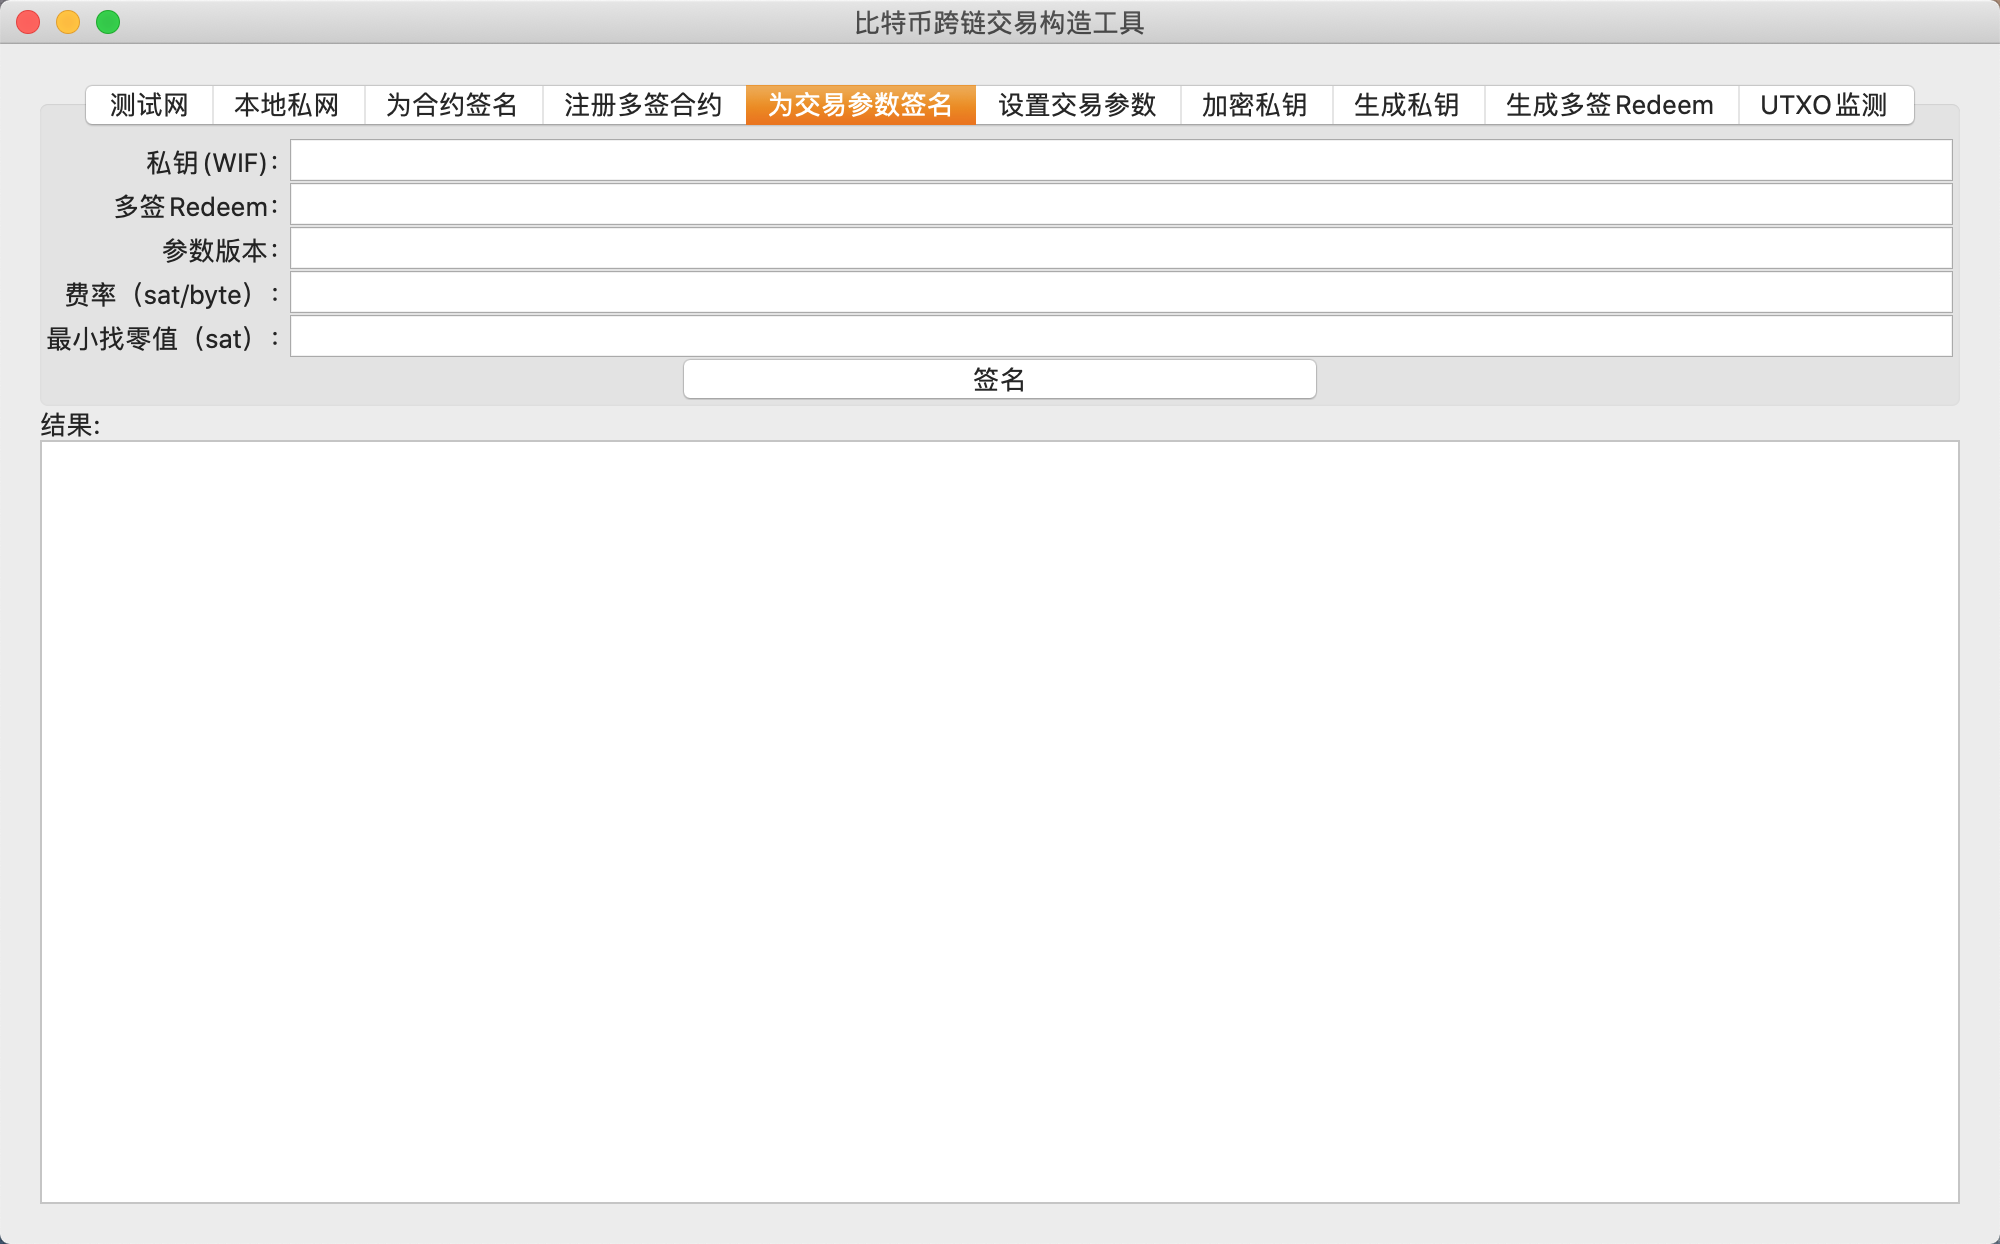 比特币跨链交易构造工具
测试网 本地私网 为合约签名 注册多签合约 为交易参数签名 设置交易参数 加密私钥 生成私钥 生成多签Redeem UTXO监测
私钥(WIF):
多签Redeem:
参数版本:
费率（sat/byte）:
最小找零值（sat）:
签名
结果: